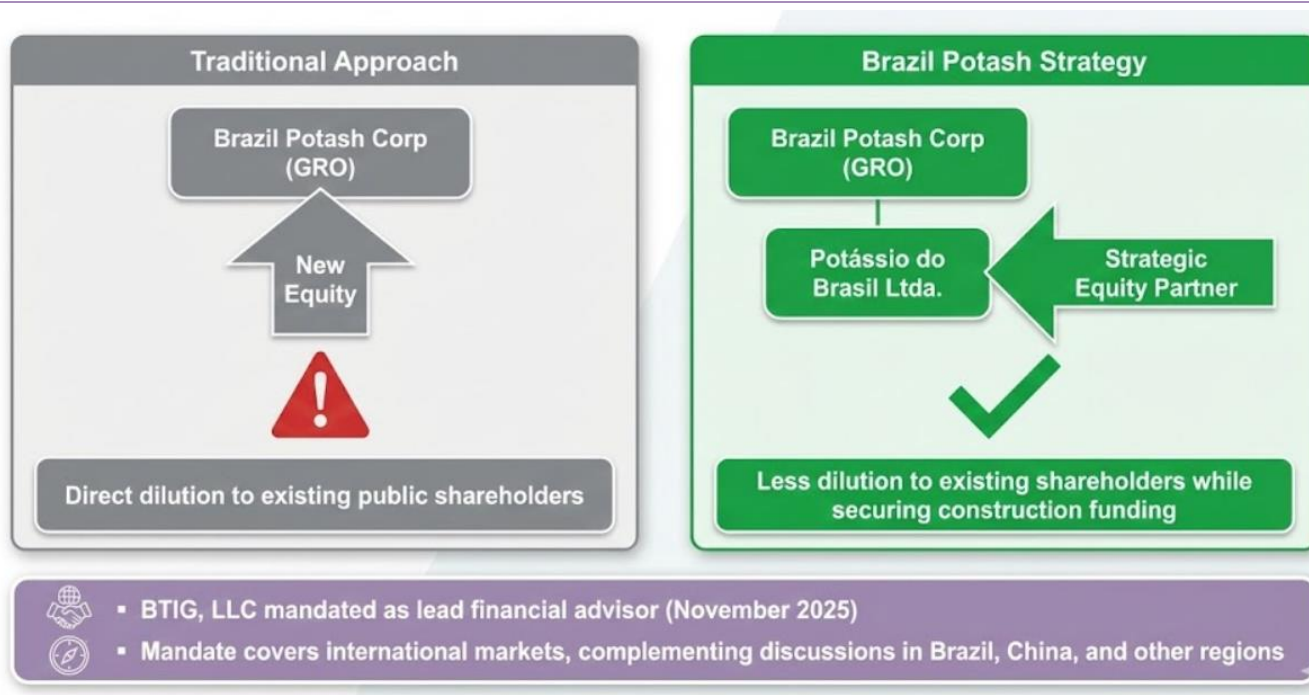 Traditional Approach
Brazil Potash Corp
(GRO)
New
Equity
Direct dilution to existing public shareholders
Brazil Potash Strategy
Brazil Potash Corp
(GRO)
Potássio do
Brasil Ltda.
Strategic
Equity Partner
Less dilution to existing shareholders while
securing construction funding
▪ BTIG, LLC mandated as lead financial advisor (November 2025)
▪ Mandate covers international markets, complementing discussions in Brazil, China, and other regions